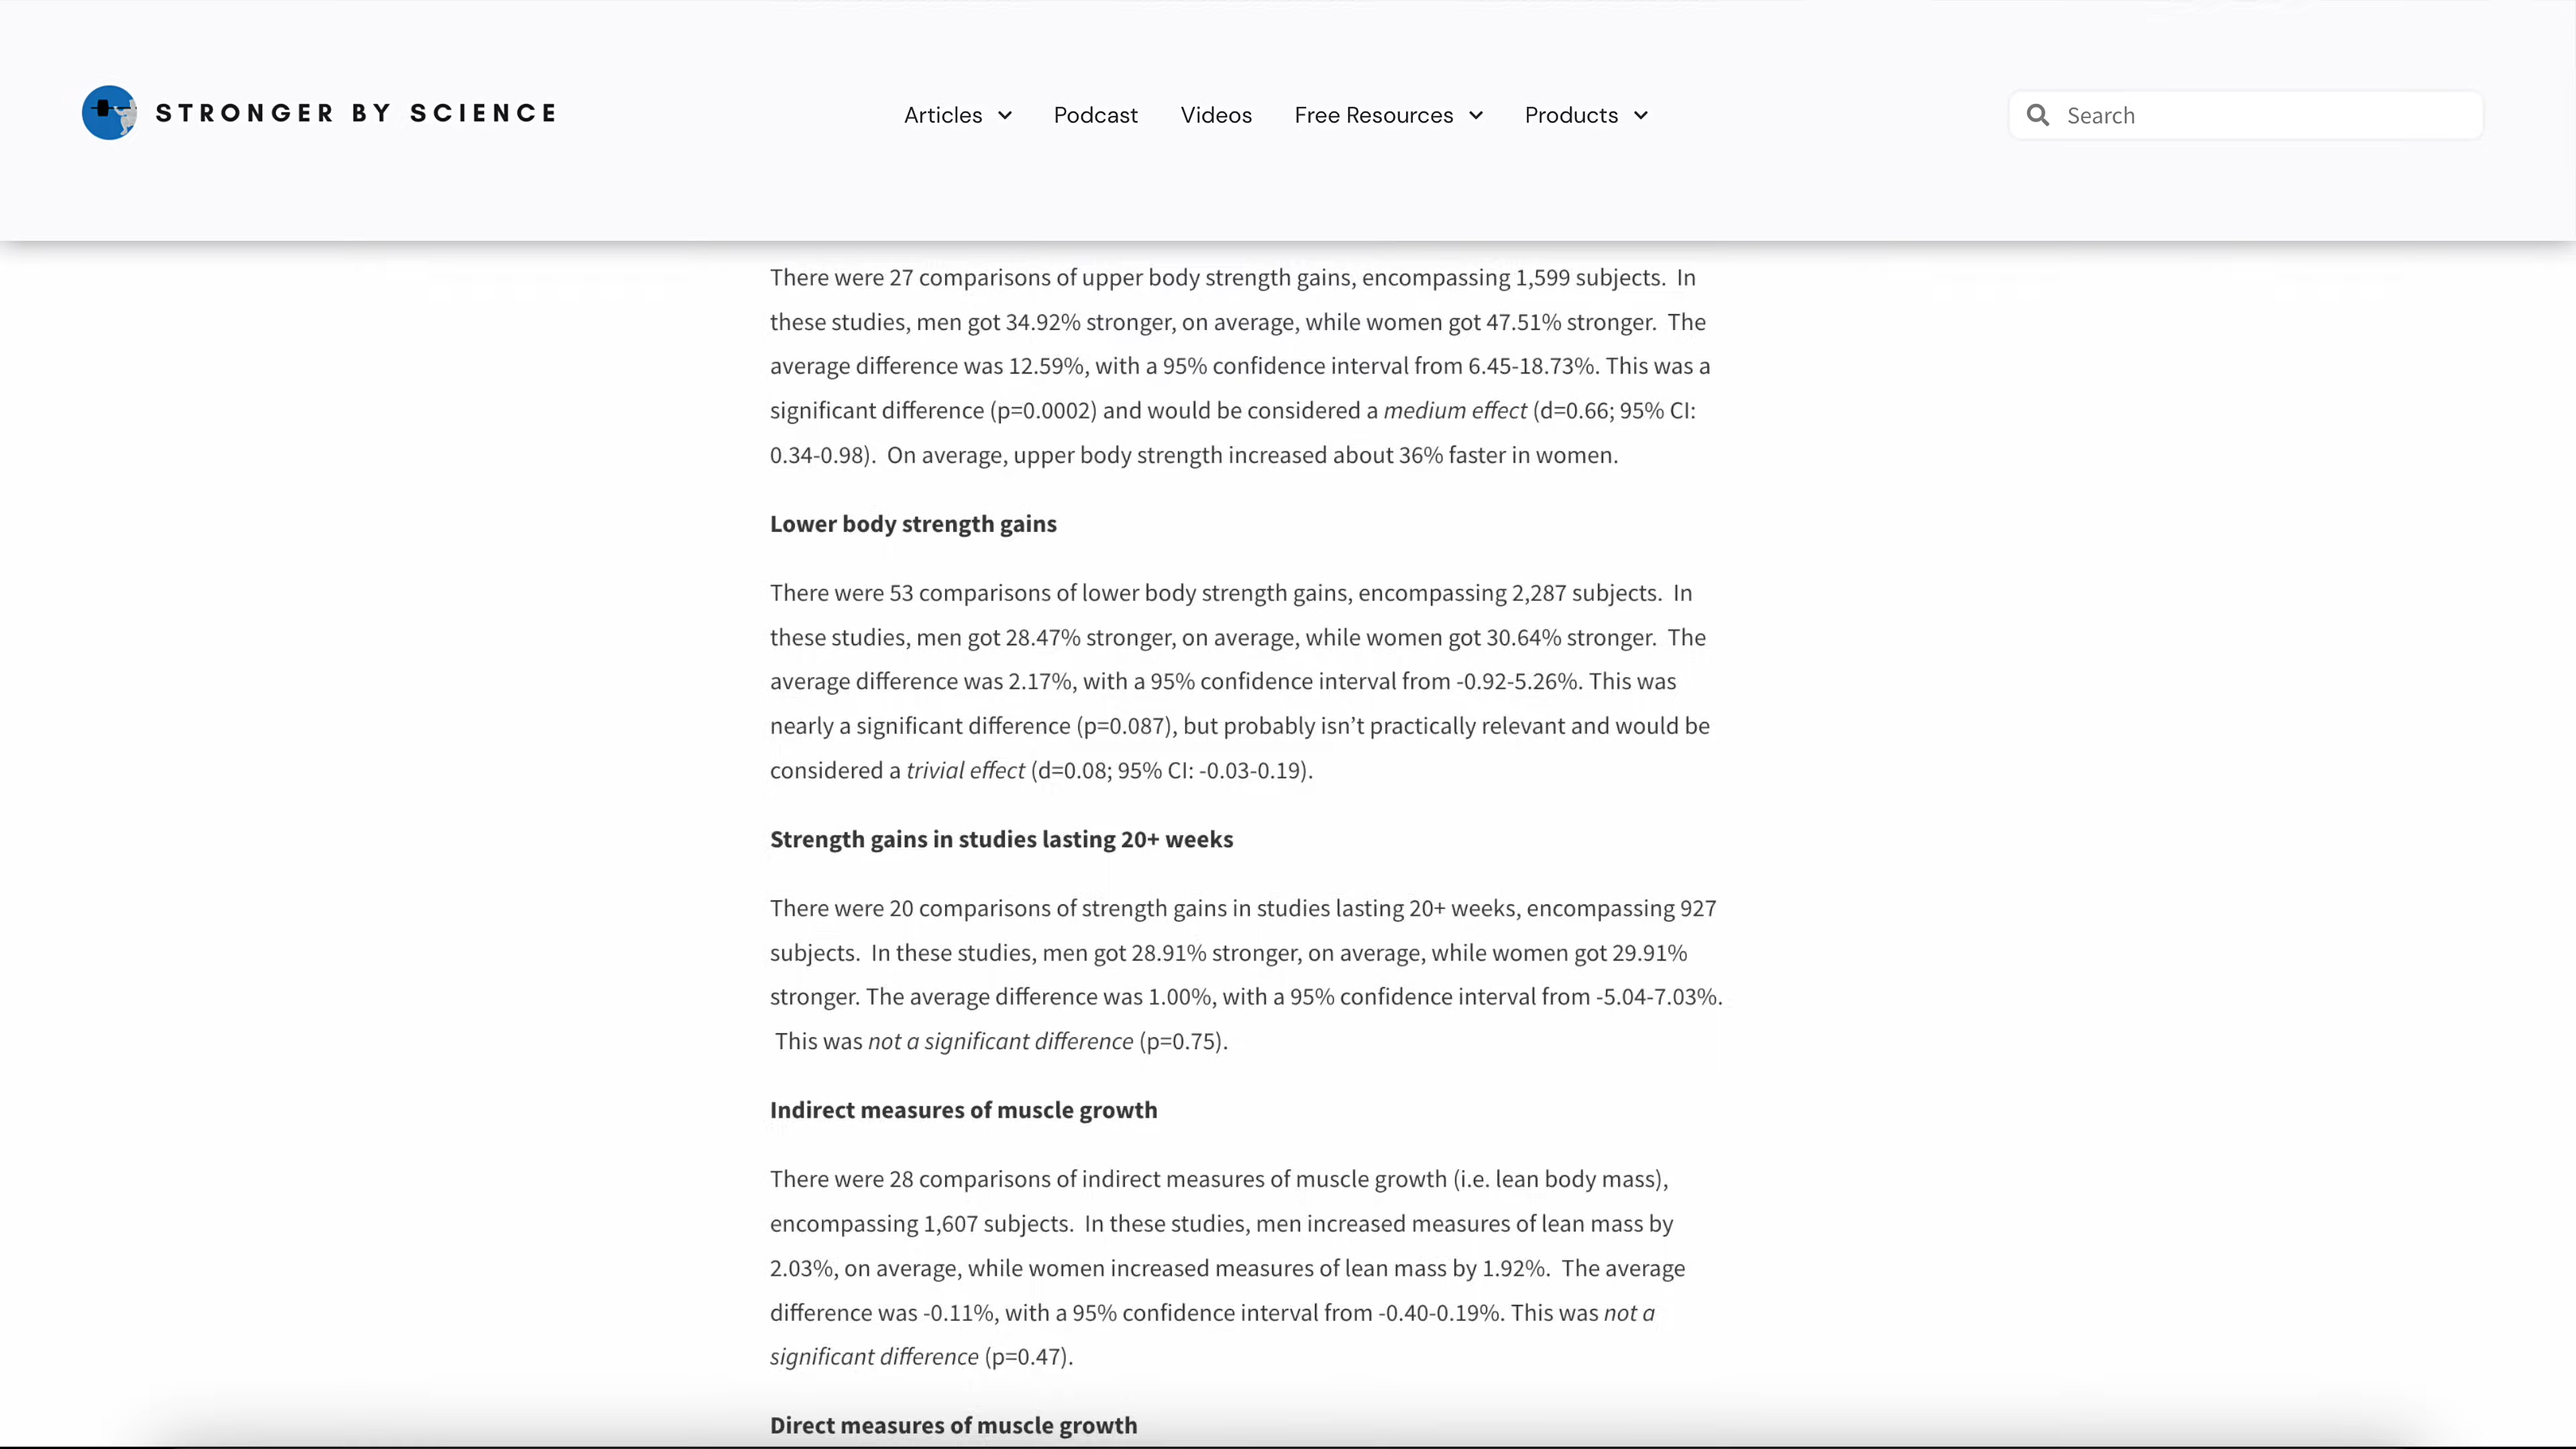 STRONGER BY SCIENCE
Articles
Podcast
Videos
Free Resources
Products
Search
There were 27 comparisons of upper body strength gains, encompassing 1,599 subjects.  In
these studies, men got 34.92% stronger, on average, while women got 47.51% stronger.  The
average difference was 12.59%, with a 95% confidence interval from 6.45-18.73%. This was a
significant difference (p=0.0002) and would be considered a medium effect (d=0.66; 95% CI:
0.34-0.98).  On average, upper body strength increased about 36% faster in women.
Lower body strength gains
There were 53 comparisons of lower body strength gains, encompassing 2,287 subjects.  In
these studies, men got 28.47% stronger, on average, while women got 30.64% stronger.  The
average difference was 2.17%, with a 95% confidence interval from -0.92-5.26%. This was
nearly a significant difference (p=0.087), but probably isn’t practically relevant and would be
considered a trivial effect (d=0.08; 95% CI: -0.03-0.19).
Strength gains in studies lasting 20+ weeks
There were 20 comparisons of strength gains in studies lasting 20+ weeks, encompassing 927
subjects.  In these studies, men got 28.91% stronger, on average, while women got 29.91%
stronger. The average difference was 1.00%, with a 95% confidence interval from -5.04-7.03%.
This was not a significant difference (p=0.75).
Indirect measures of muscle growth
There were 28 comparisons of indirect measures of muscle growth (i.e. lean body mass),
encompassing 1,607 subjects.  In these studies, men increased measures of lean mass by
2.03%, on average, while women increased measures of lean mass by 1.92%.  The average
difference was -0.11%, with a 95% confidence interval from -0.40-0.19%. This was not a
significant difference (p=0.47).
Direct measures of muscle growth